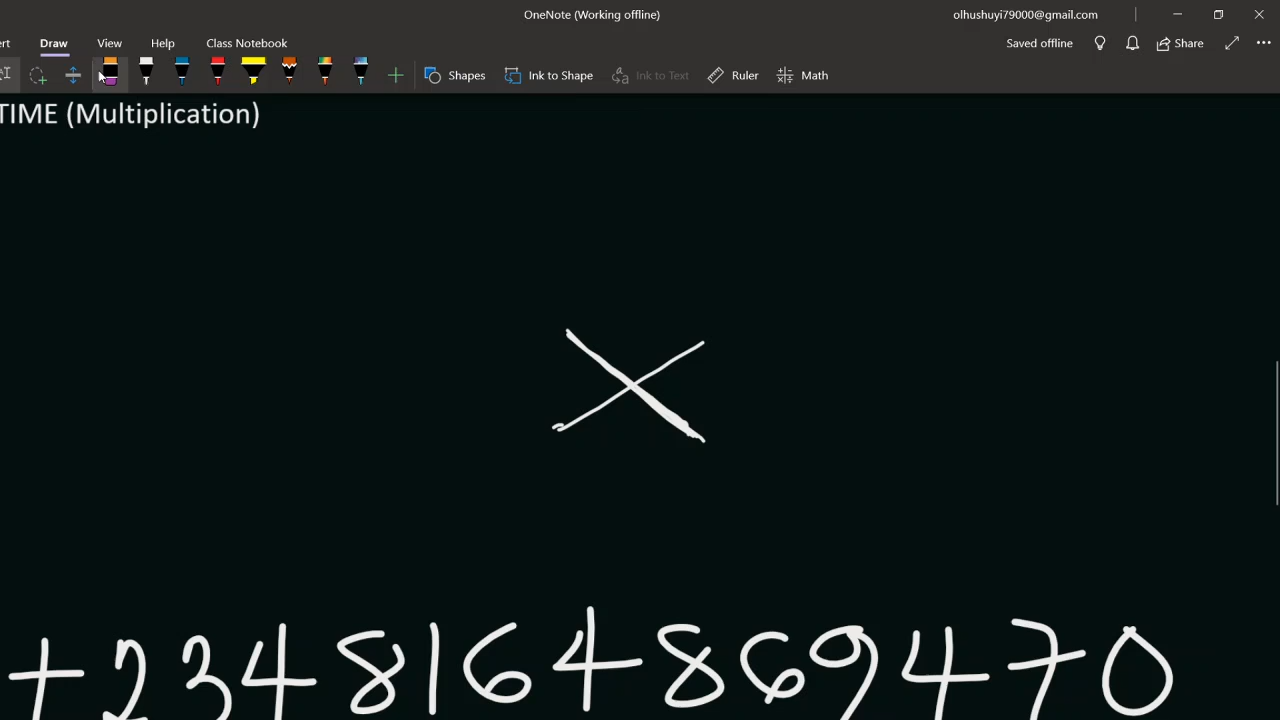 OneNote (Working offline) olhushuyi79000@gmail.com
ert Draw View Help Class Notebook Saved offline Share
Shapes Ink to Shape Ink to Text Ruler Math
TIME (Multiplication)
×
+2348164869470